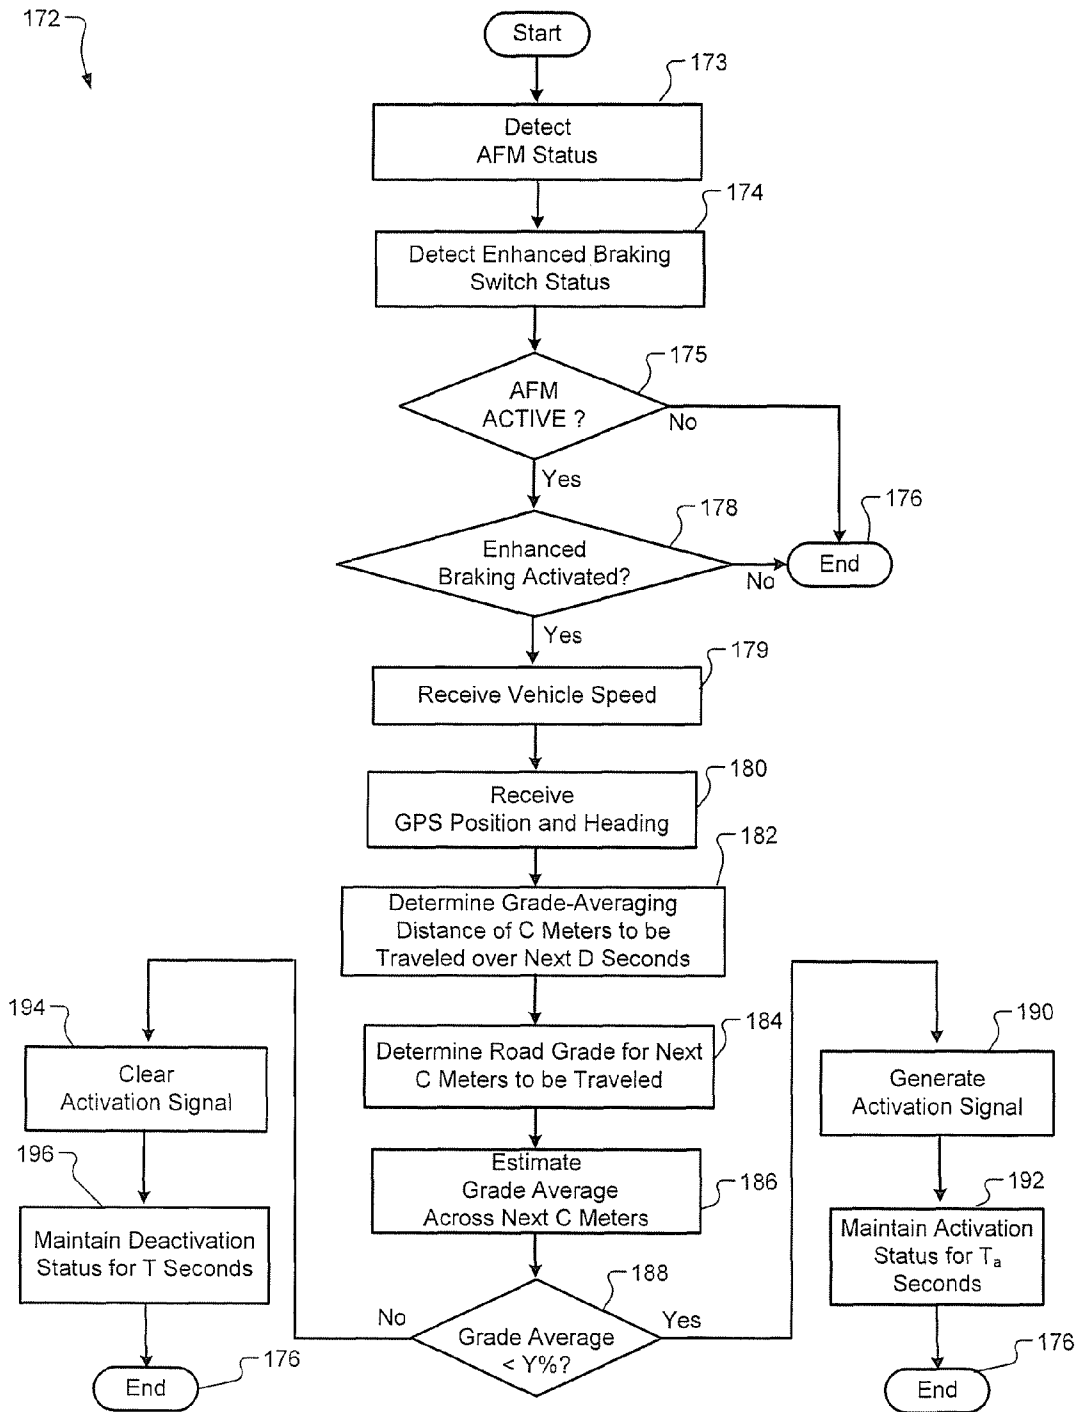 172
Start
173
Detect
AFM Status
174
Detect Enhanced Braking
Switch Status
175
AFM
ACTIVE ?
No
Yes
176
End
178
Enhanced
Braking Activated?
No
Yes
179
Receive Vehicle Speed
180
Receive
GPS Position and Heading
182
Determine Grade-Averaging
Distance of C Meters to be
Traveled over Next D Seconds
184
Determine Road Grade for Next
C Meters to be Traveled
186
Estimate
Grade Average
Across Next C Meters
188
Grade Average
< Y%?
No
Yes
194
Clear
Activation Signal
196
Maintain Deactivation
Status for T Seconds
End
176
190
Generate
Activation Signal
192
Maintain Activation
Status for Ta
Seconds
End
176